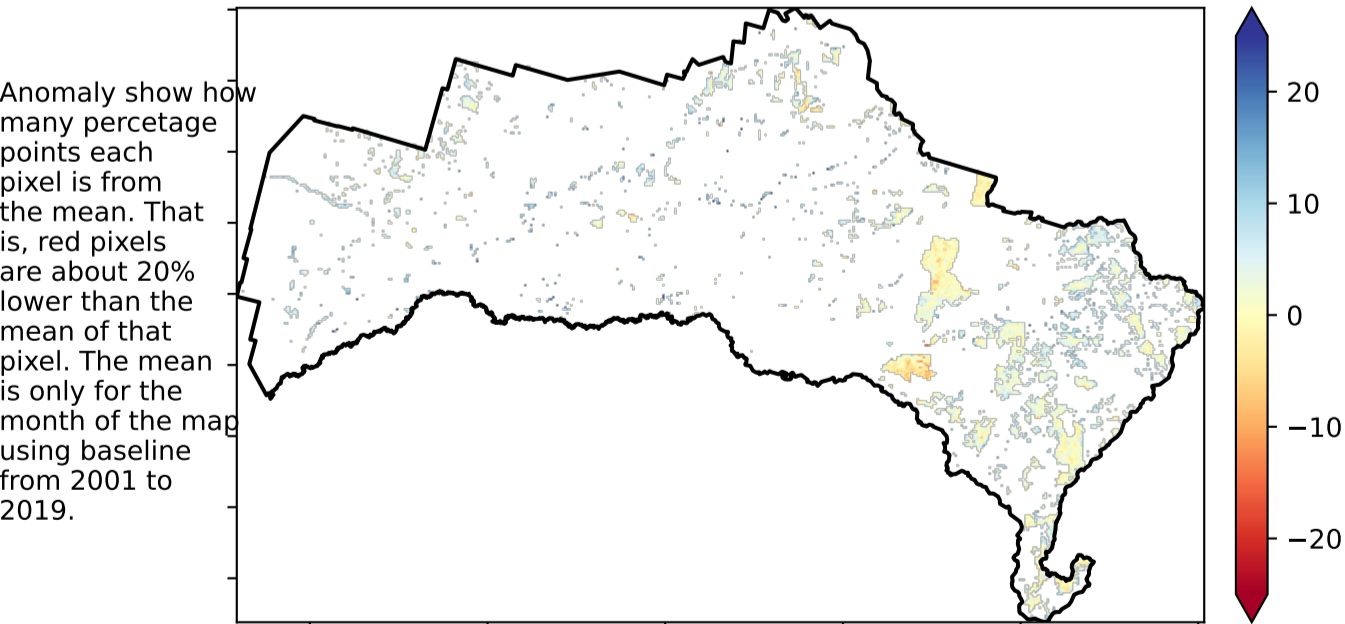 Anomaly show how
many percetage
points each
pixel is from
the mean. That
is, red pixels
are about 20%
lower than the
mean of that
pixel. The mean
is only for the
month of the map
using baseline
from 2001 to
2019.
20
10
0
−10
−20